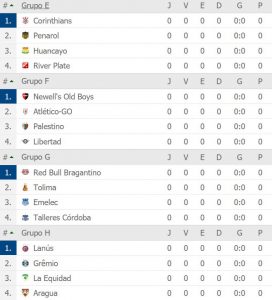 # Grupo E J V E D G P
1. Corinthians 0 0 0 0 0:0 0
2. Penarol 0 0 0 0 0:0 0
3. Huancayo 0 0 0 0 0:0 0
4. River Plate 0 0 0 0 0:0 0
# Grupo F J V E D G P
1. Newell's Old Boys 0 0 0 0 0:0 0
2. Atlético-GO 0 0 0 0 0:0 0
3. Palestino 0 0 0 0 0:0 0
4. Libertad 0 0 0 0 0:0 0
# Grupo G J V E D G P
1. Red Bull Bragantino 0 0 0 0 0:0 0
2. Tolima 0 0 0 0 0:0 0
3. Emelec 0 0 0 0 0:0 0
4. Talleres Córdoba 0 0 0 0 0:0 0
# Grupo H J V E D G P
1. Lanús 0 0 0 0 0:0 0
2. Grêmio 0 0 0 0 0:0 0
3. La Equidad 0 0 0 0 0:0 0
4. Aragua 0 0 0 0 0:0 0